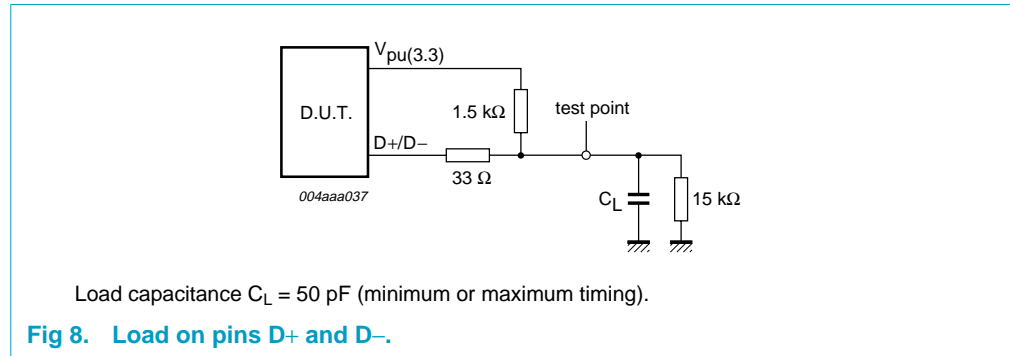 Vpu(3.3)
D.U.T.
1.5 kΩ
test point
D+/D−
33 Ω
004aaa037
CL
15 kΩ
Load capacitance CL = 50 pF (minimum or maximum timing).
Fig 8. Load on pins D+ and D−.